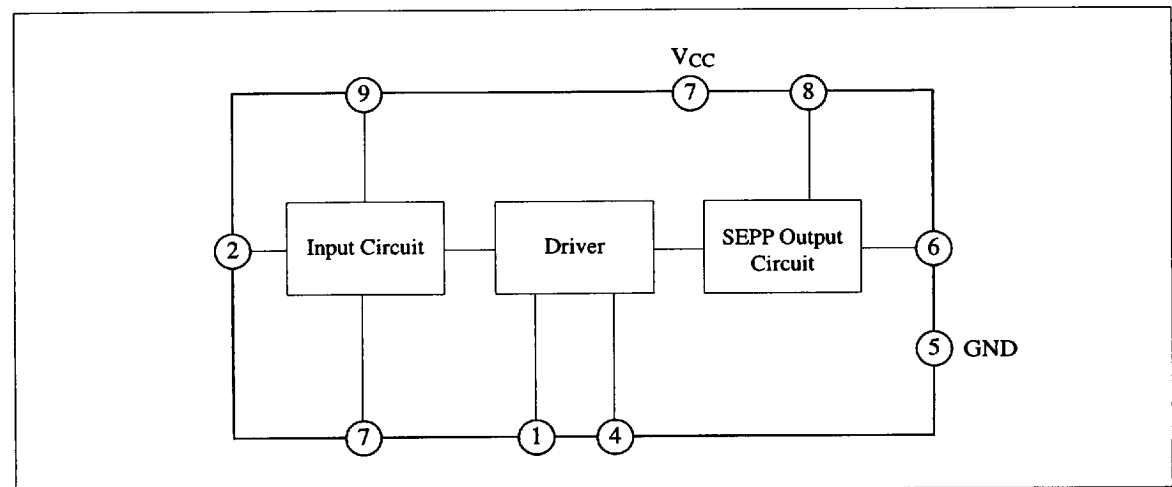 VCC
9
7
8
2
Input Circuit
Driver
SEPP Output
Circuit
6
5 GND
7
1
4